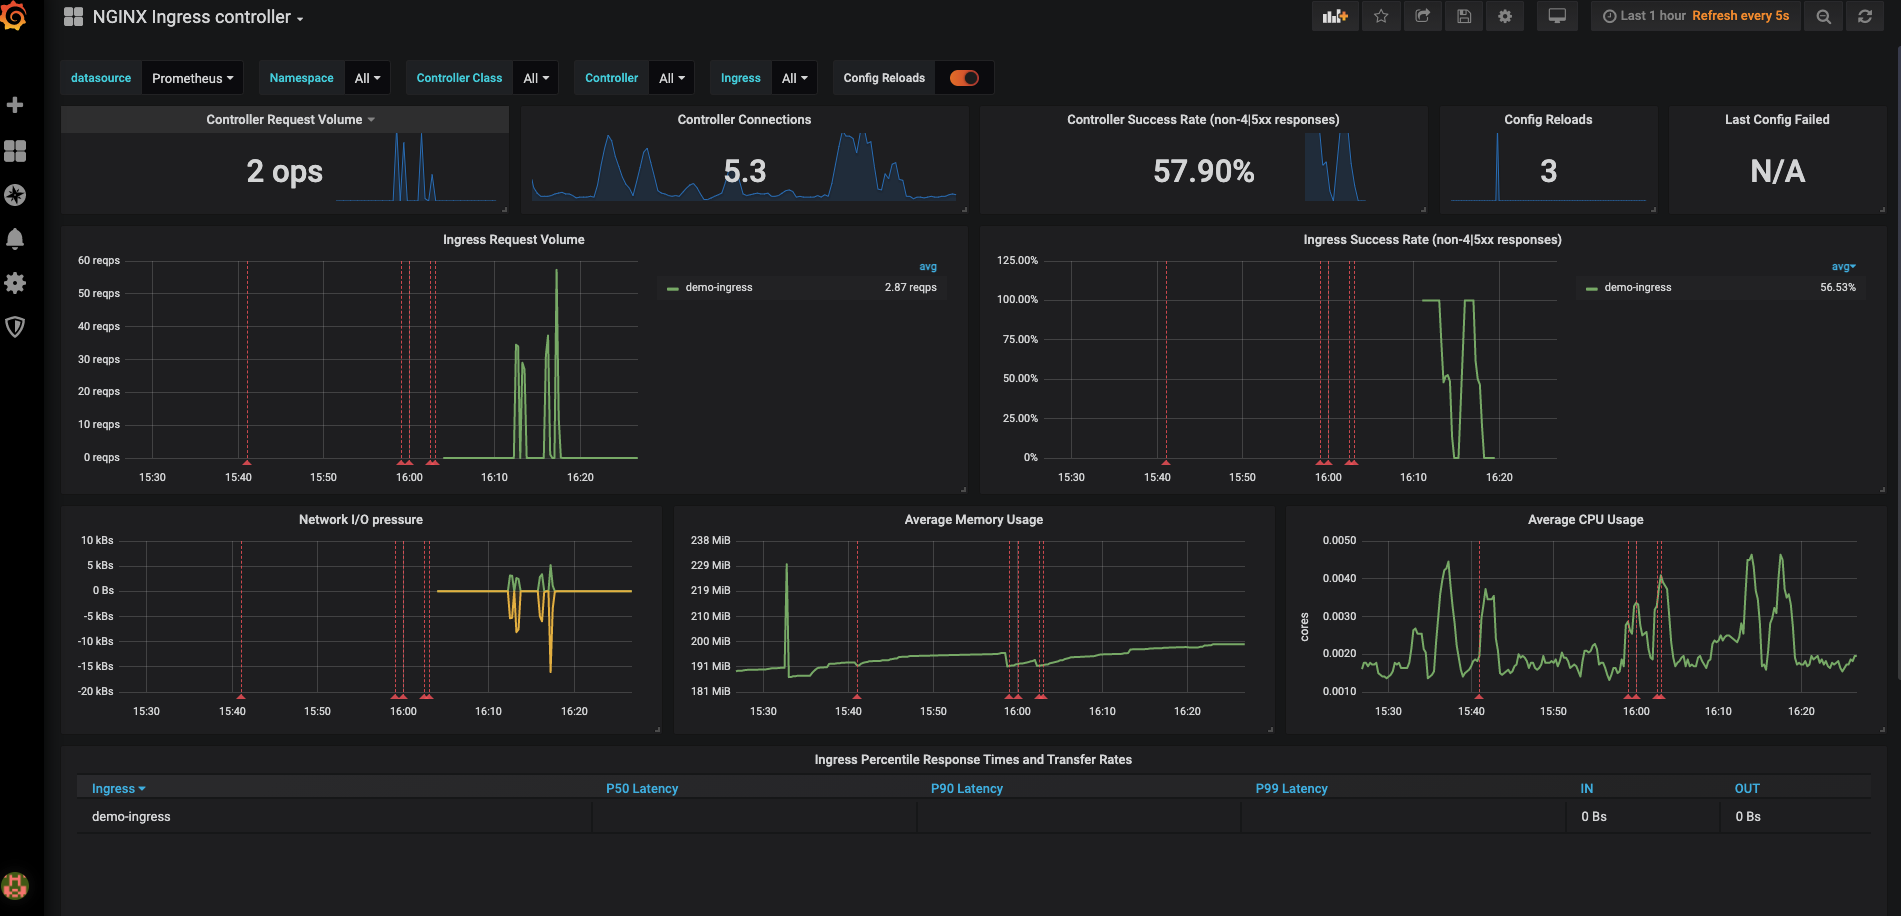 NGINX Ingress controller
Last 1 hour Refresh every 5s
datasource Prometheus Namespace All Controller Class All Controller All Ingress All Config Reloads
Controller Request Volume
2 ops
Controller Connections
5.3
Controller Success Rate (non-4|5xx responses)
57.90%
Config Reloads
3
Last Config Failed
N/A
Ingress Request Volume
60 reqps
50 reqps
40 reqps
30 reqps
20 reqps
10 reqps
0 reqps
15:30 15:40 15:50 16:00 16:10 16:20
avg
demo-ingress 2.87 reqps
Ingress Success Rate (non-4|5xx responses)
125.00%
100.00%
75.00%
50.00%
25.00%
0%
15:30 15:40 15:50 16:00 16:10 16:20
avg
demo-ingress 56.53%
Network I/O pressure
10 kBs
5 kBs
0 Bs
-5 kBs
-10 kBs
-15 kBs
-20 kBs
15:30 15:40 15:50 16:00 16:10 16:20
Average Memory Usage
238 MiB
229 MiB
219 MiB
210 MiB
200 MiB
191 MiB
181 MiB
15:30 15:40 15:50 16:00 16:10 16:20
Average CPU Usage
cores
0.0050
0.0040
0.0030
0.0020
0.0010
15:30 15:40 15:50 16:00 16:10 16:20
Ingress Percentile Response Times and Transfer Rates
Ingress P50 Latency P90 Latency P99 Latency IN OUT
demo-ingress 0 Bs 0 Bs